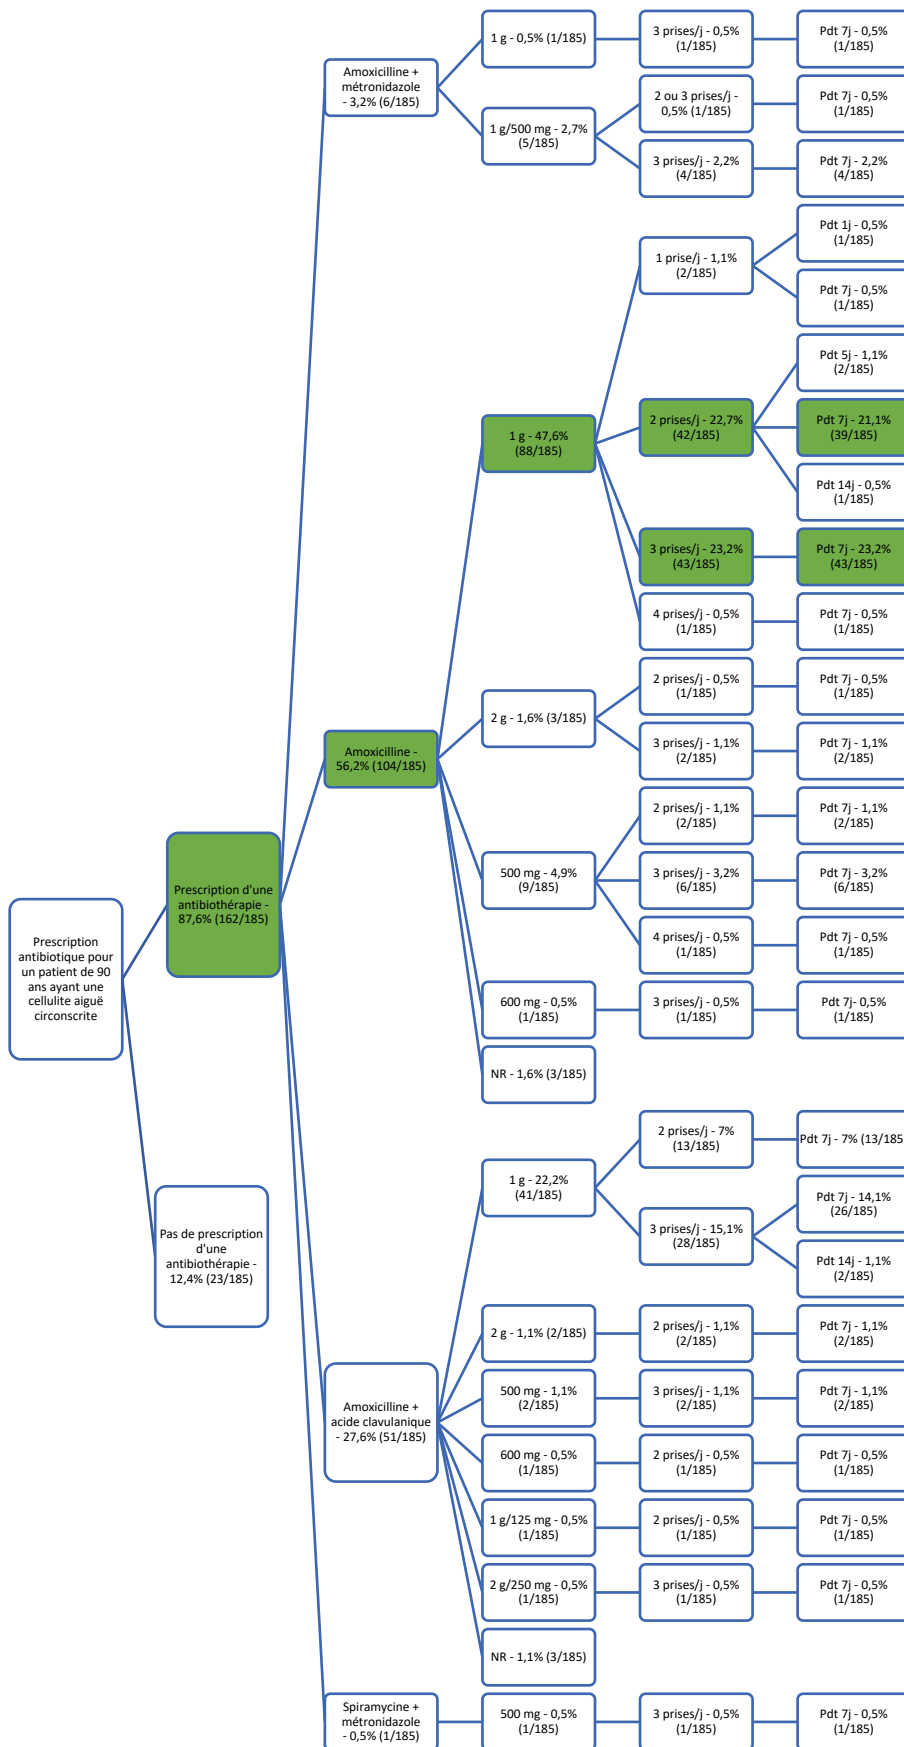 Prescription
antibiotique pour
un patient de 90
ans ayant une
cellulite aiguë
circonscrite
Prescription d'une
antibiothérapie -
87,6% (162/185)
Pas de prescription
d'une
antibiothérapie -
12,4% (23/185)
Amoxicilline +
métronidazole
- 3,2% (6/185)
1 g - 0,5% (1/185)
3 prises/j - 0,5%
(1/185)
Pdt 7j - 0,5%
(1/185)
1 g/500 mg - 2,7%
(5/185)
2 ou 3 prises/j -
0,5% (1/185)
Pdt 7j - 0,5%
(1/185)
3 prises/j - 2,2%
(4/185)
Pdt 7j - 2,2%
(4/185)
Amoxicilline -
56,2% (104/185)
1 g - 47,6%
(88/185)
1 prise/j - 1,1%
(2/185)
Pdt 1j - 0,5%
(1/185)
Pdt 7j - 0,5%
(1/185)
2 prises/j - 22,7%
(42/185)
Pdt 5j - 1,1%
(2/185)
Pdt 7j - 21,1%
(39/185)
Pdt 14j - 0,5%
(1/185)
3 prises/j - 23,2%
(43/185)
Pdt 7j - 23,2%
(43/185)
4 prises/j - 0,5%
(1/185)
Pdt 7j - 0,5%
(1/185)
2 g - 1,6% (3/185)
2 prises/j - 0,5%
(1/185)
Pdt 7j - 0,5%
(1/185)
3 prises/j - 1,1%
(2/185)
Pdt 7j - 1,1%
(2/185)
500 mg - 4,9%
(9/185)
2 prises/j - 1,1%
(2/185)
Pdt 7j - 1,1%
(2/185)
3 prises/j - 3,2%
(6/185)
Pdt 7j - 3,2%
(6/185)
4 prises/j - 0,5%
(1/185)
Pdt 7j - 0,5%
(1/185)
600 mg - 0,5%
(1/185)
3 prises/j - 0,5%
(1/185)
Pdt 7j- 0,5%
(1/185)
NR - 1,6% (3/185)
Amoxicilline +
acide clavulanique
- 27,6% (51/185)
1 g - 22,2%
(41/185)
2 prises/j - 7%
(13/185)
Pdt 7j - 7% (13/185
3 prises/j - 15,1%
(28/185)
Pdt 7j - 14,1%
(26/185)
Pdt 14j - 1,1%
(2/185)
2 g - 1,1% (2/185)
2 prises/j - 1,1%
(2/185)
Pdt 7j - 1,1%
(2/185)
500 mg - 1,1%
(2/185)
3 prises/j - 1,1%
(2/185)
Pdt 7j - 1,1%
(2/185)
600 mg - 0,5%
(1/185)
2 prises/j - 0,5%
(1/185)
Pdt 7j - 0,5%
(1/185)
1 g/125 mg - 0,5%
(1/185)
2 prises/j - 0,5%
(1/185)
Pdt 7j - 0,5%
(1/185)
2 g/250 mg - 0,5%
(1/185)
3 prises/j - 0,5%
(1/185)
Pdt 7j - 0,5%
(1/185)
NR - 1,1% (3/185)
Spiramycine +
métronidazole
- 0,5% (1/185)
500 mg - 0,5%
(1/185)
3 prises/j - 0,5%
(1/185)
Pdt 7j - 0,5%
(1/185)